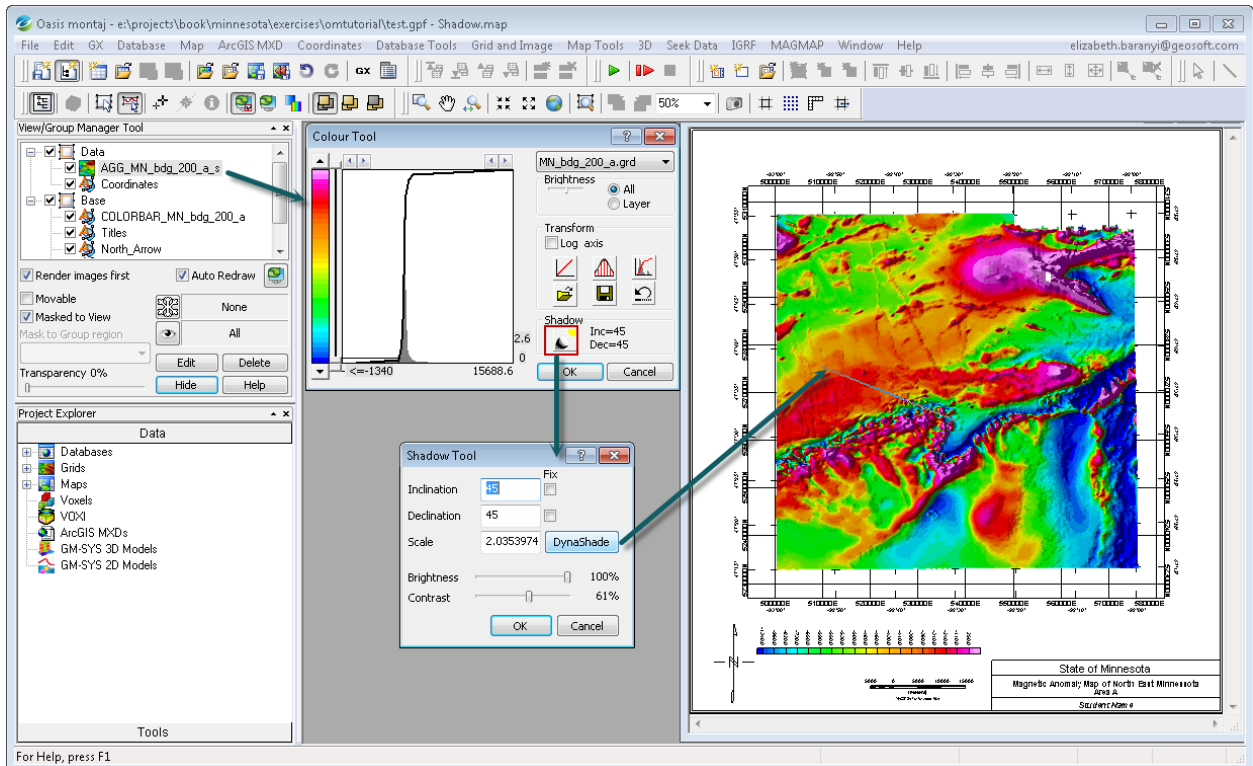 Oasis montaj - e:\projects\book\minnesota\exercises\omtutorial\test.gpf - Shadow.map
File Edit GX Database Map ArcGIS MXD Coordinates Database Tools Grid and Image Map Tools 3D Seek Data IGRF MAGMAP Window Help elizabeth.baranyi@geosoft.com
GX
50%
View/Group Manager Tool
Data
AGG_MN_bdg_200_a_s
Coordinates
Base
COLORBAR_MN_bdg_200_a
Titles
North_Arrow
Render images first Auto Redraw
Movable
Masked to View
None
Mask to Group region
All
Transparency 0%
Edit Delete
Hide Help
Project Explorer
Data
Databases
Grids
Maps
Voxels
VOXI
ArcGIS MXDs
GM-SYS 3D Models
GM-SYS 2D Models
Tools
For Help, press F1
Colour Tool
MN_bdg_200_a.grd
Brightness
All
Layer
Transform
Log axis
Shadow
Inc=45
Dec=45
2.6
0
<=-1340 15688.6
OK Cancel
Shadow Tool
Fix
Inclination 45
Declination 45
Scale 2.0353974 DynaShade
Brightness 100%
Contrast 61%
OK Cancel
N
State of Minnesota
Magnetic Anomaly Map of North East Minnesota
Area A
Student Name